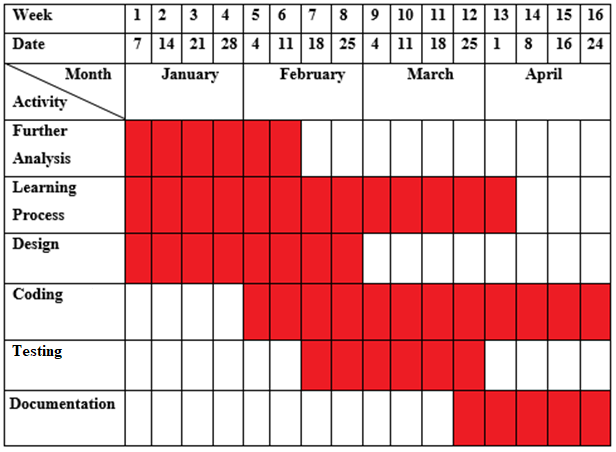 Week 1 2 3 4 5 6 7 8 9 10 11 12 13 14 15 16
Date 7 14 21 28 4 11 18 25 4 11 18 25 1 8 16 24
Month January February March April
Activity
Further
Analysis
Learning
Process
Design
Coding
Testing
Documentation